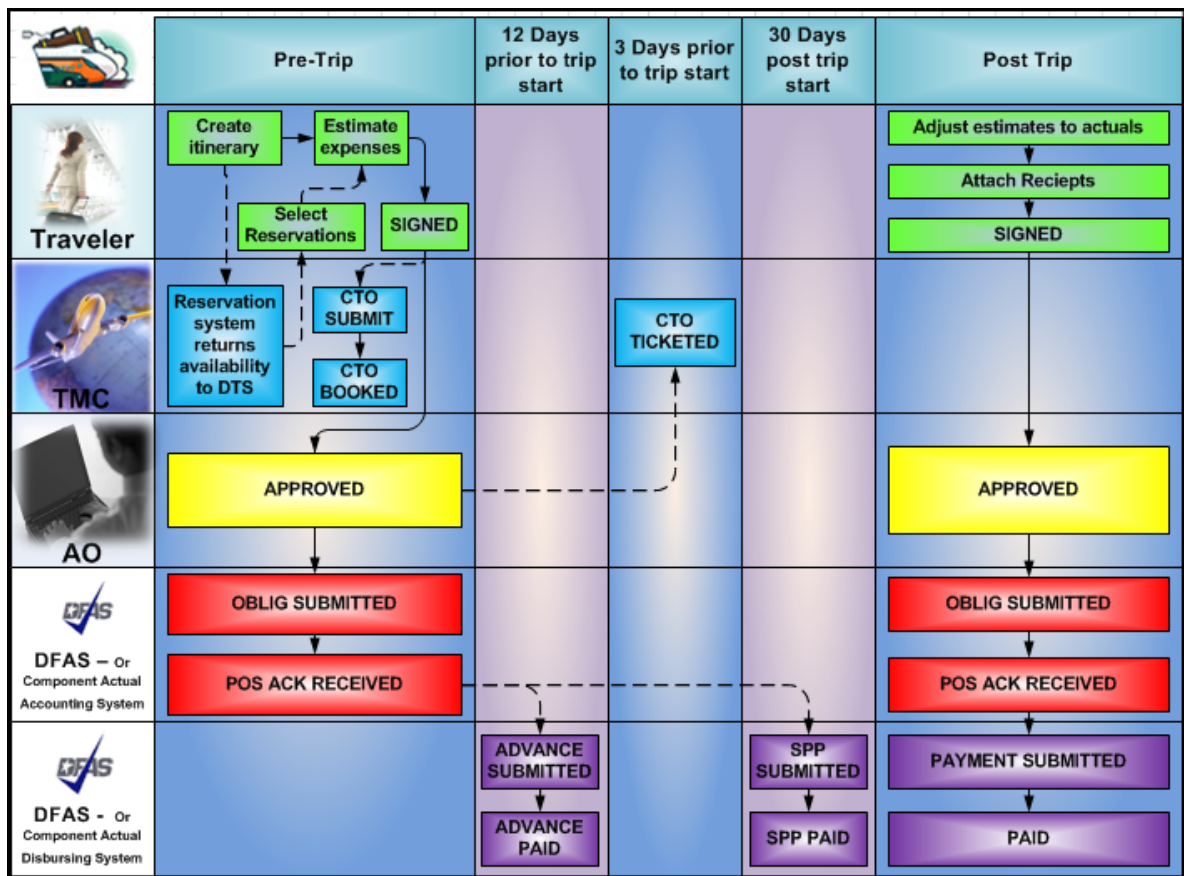 Pre-Trip
12 Days
prior to trip
start
3 Days prior
to trip start
30 Days
post trip
start
Post Trip
Traveler
Create
itinerary
Estimate
expenses
Select
Reservations
SIGNED
Adjust estimates to actuals
Attach Reciepts
SIGNED
TMC
Reservation
system
returns
availability
to DTS
CTO
SUBMIT
CTO
BOOKED
CTO
TICKETED
AO
APPROVED
APPROVED
DFAS
DFAS – Or
Component Actual
Accounting System
OBLIG SUBMITTED
POS ACK RECEIVED
OBLIG SUBMITTED
POS ACK RECEIVED
DFAS
DFAS - Or
Component Actual
Disbursing System
ADVANCE
SUBMITTED
ADVANCE
PAID
SPP
SUBMITTED
SPP PAID
PAYMENT SUBMITTED
PAID